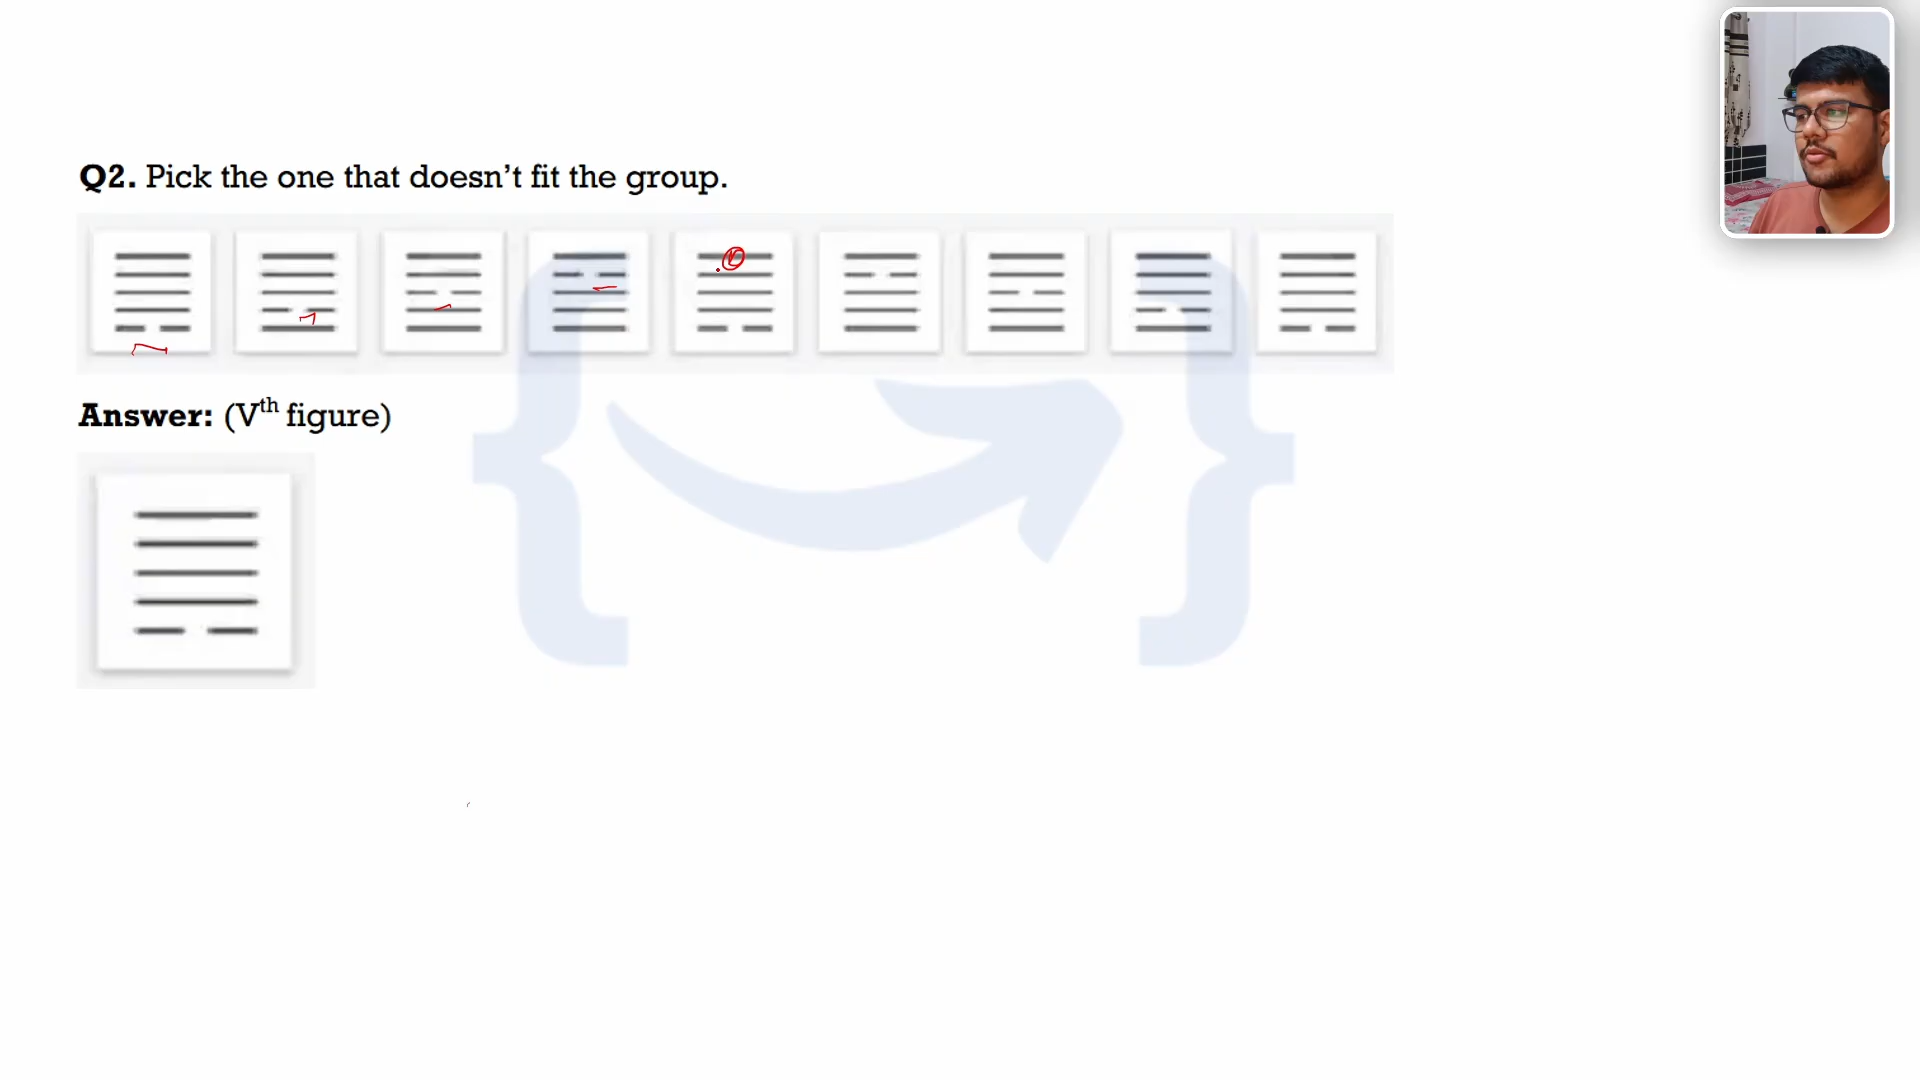 Q2. Pick the one that doesn’t fit the group.
Answer: (Vth figure)